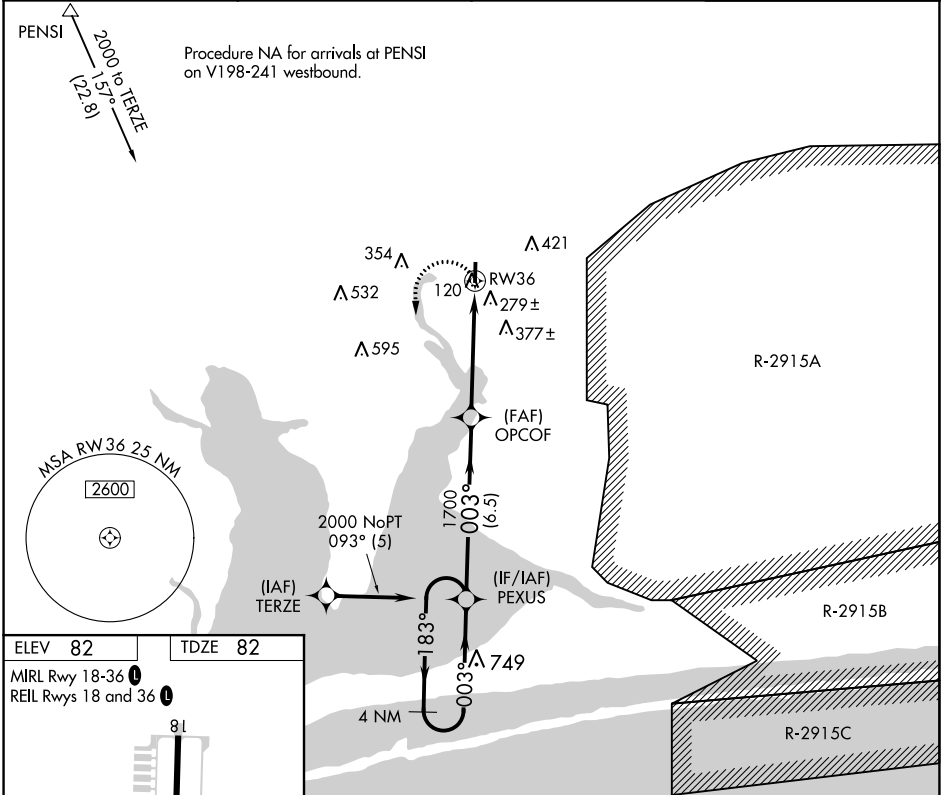 PENSI
2000 to TERZE
157°
(22.8)
Procedure NA for arrivals at PENSI
on V198-241 westbound.
421
354
120
RW36
532
279±
377±
595
R-2915A
(FAF)
OPCOF
MSA RW36 25 NM
2600
1700
003°
(6.5)
2000 NoPT
093° (5)
(IAF)
TERZE
(IF/IAF)
PEXUS
R-2915B
183°
003°
749
4 NM
R-2915C
ELEV 82
TDZE 82
MIRL Rwy 18-36 L
REIL Rwys 18 and 36 L
18